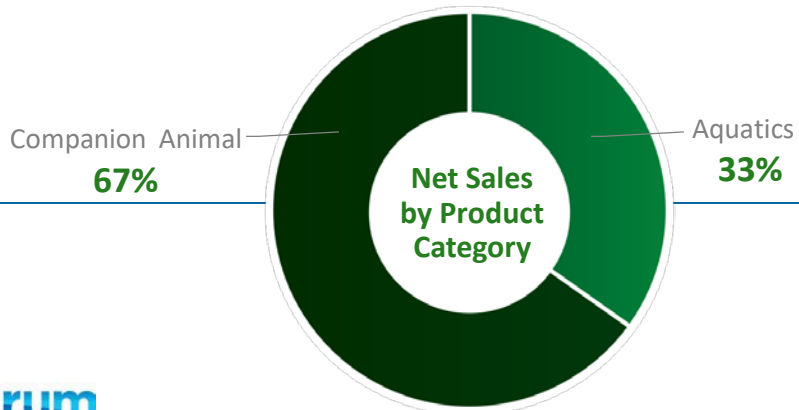 Companion Animal
67%
Aquatics
33%
Net Sales
by Product
Category